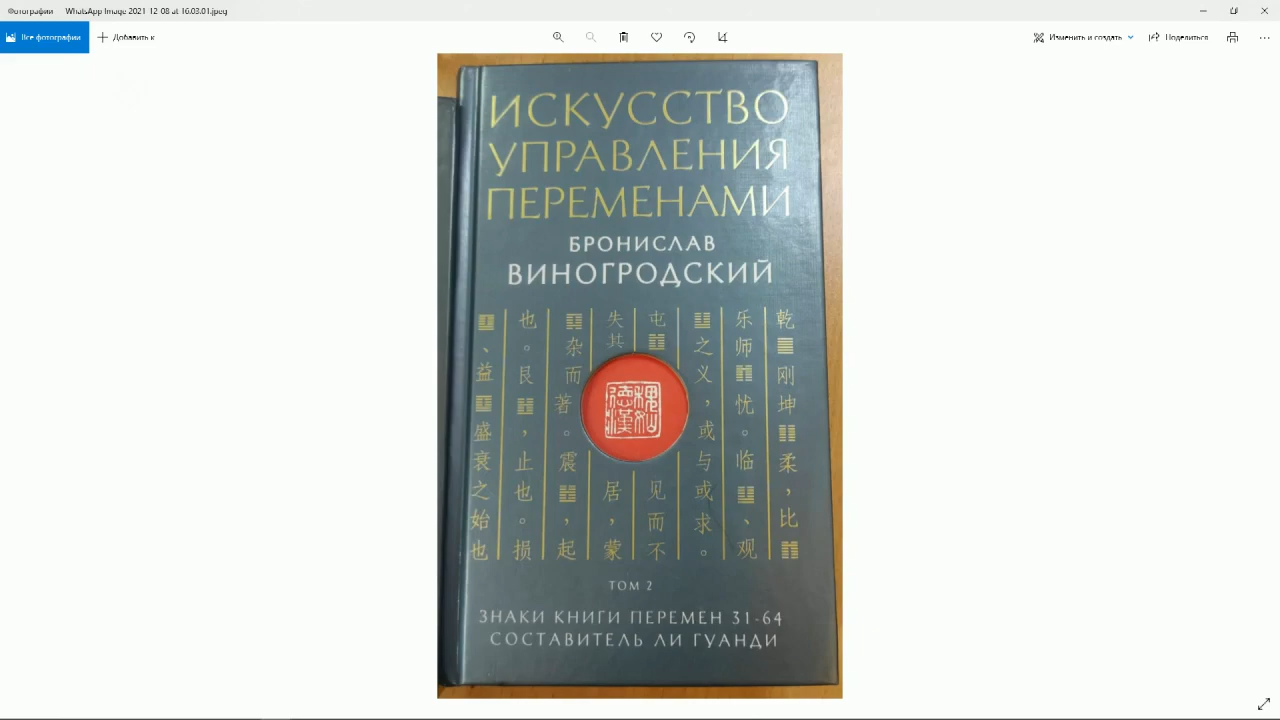 Фотографии WhatsApp Image 2021-12-08 at 16.03.01.jpeg
Все фотографии
Добавить к
Изменить и создать
Поделиться
ИСКУССТВО
УПРАВЛЕНИЯ
ПЕРЕМЕНАМИ
БРОНИСЛАВ
ВИНОГРОДСКИЙ
乾䷀刚坤䷁柔，比䷇
乐师䷆忧。临䷒、观
䷓之义，或与或求。
屯䷂见而不
失其居，蒙
䷃杂而著。震䷲，起
也。艮䷳，止也。损
䷨、益䷩盛衰之始也
ТОМ 2
ЗНАКИ КНИГИ ПЕРЕМЕН 31-64
СОСТАВИТЕЛЬ ЛИ ГУАНДИ